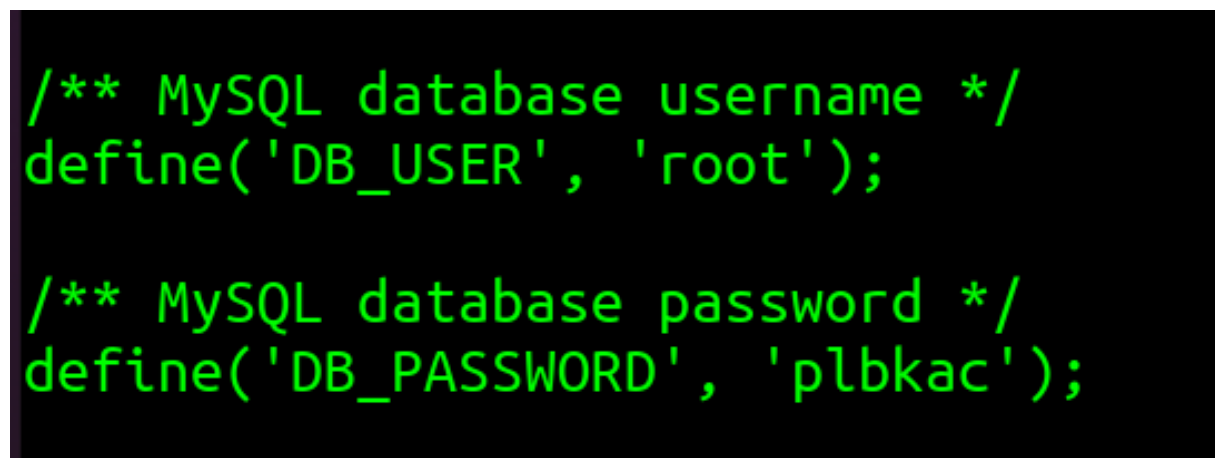 /** MySQL database username */
define('DB_USER', 'root');
/** MySQL database password */
define('DB_PASSWORD', 'plbkac');